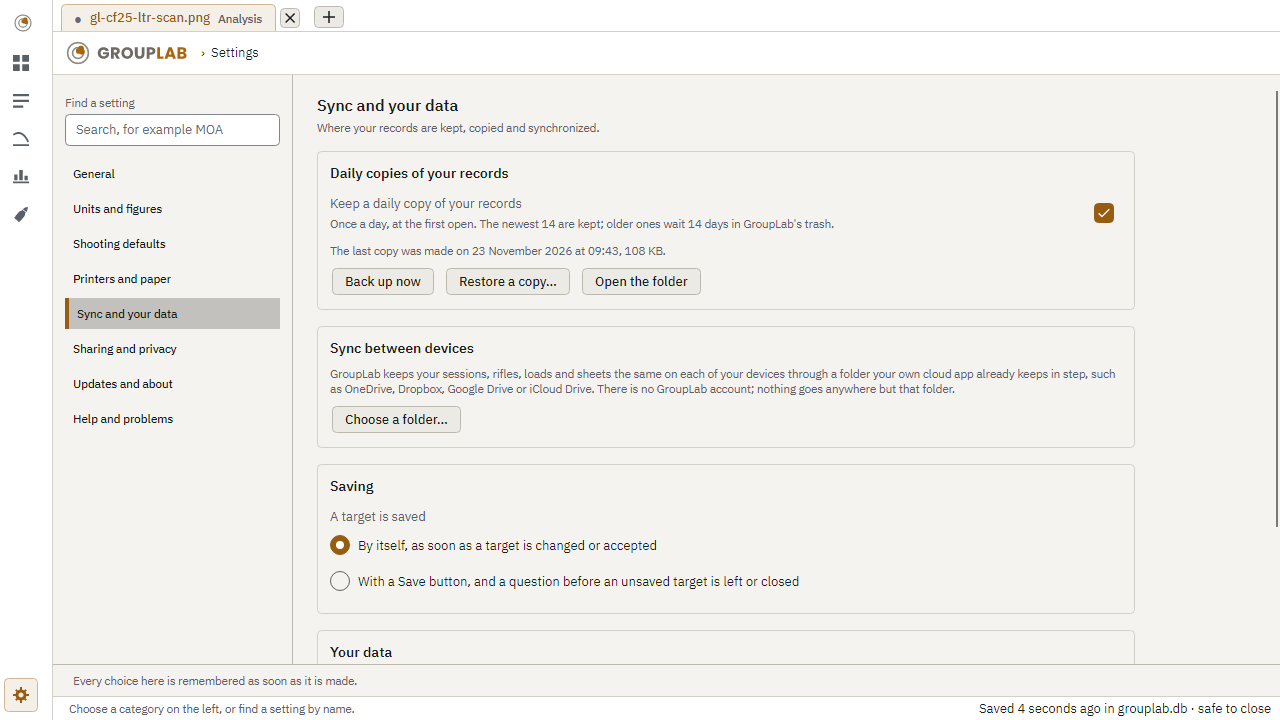 gl-cf25-ltr-scan.png Analysis
GROUPLAB › Settings
Find a setting
Search, for example MOA
General
Units and figures
Shooting defaults
Printers and paper
Sync and your data
Sharing and privacy
Updates and about
Help and problems
Sync and your data
Where your records are kept, copied and synchronized.
Daily copies of your records
Keep a daily copy of your records
Once a day, at the first open. The newest 14 are kept; older ones wait 14 days in GroupLab's trash.
The last copy was made on 23 November 2026 at 09:43, 108 KB.
Back up now Restore a copy... Open the folder
Sync between devices
GroupLab keeps your sessions, rifles, loads and sheets the same on each of your devices through a folder your own cloud app already keeps in step, such
as OneDrive, Dropbox, Google Drive or iCloud Drive. There is no GroupLab account; nothing goes anywhere but that folder.
Choose a folder...
Saving
A target is saved
By itself, as soon as a target is changed or accepted
With a Save button, and a question before an unsaved target is left or closed
Your data
Every choice here is remembered as soon as it is made.
Choose a category on the left, or find a setting by name.
Saved 4 seconds ago in grouplab.db · safe to close